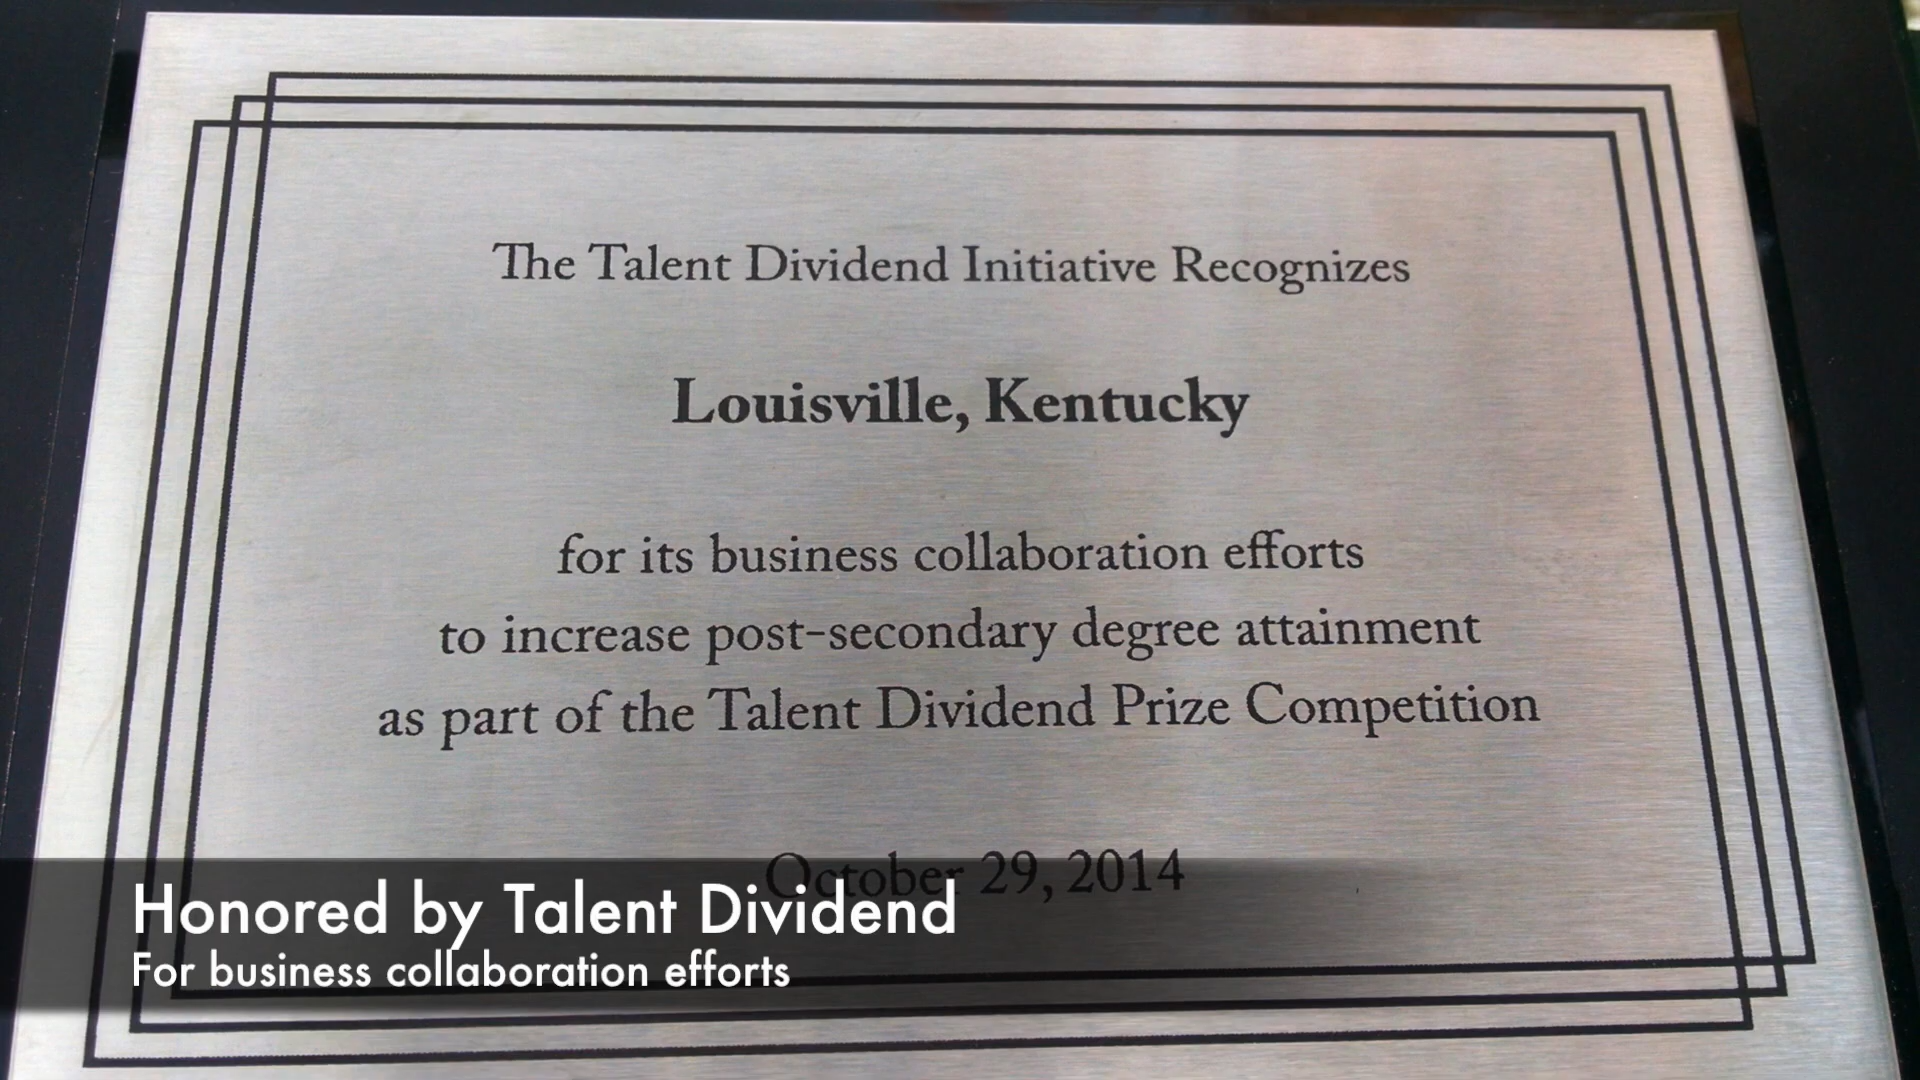 The Talent Dividend Initiative Recognizes
Louisville, Kentucky
for its business collaboration efforts
to increase post-secondary degree attainment
as part of the Talent Dividend Prize Competition
October 29, 2014
Honored by Talent Dividend
For business collaboration efforts